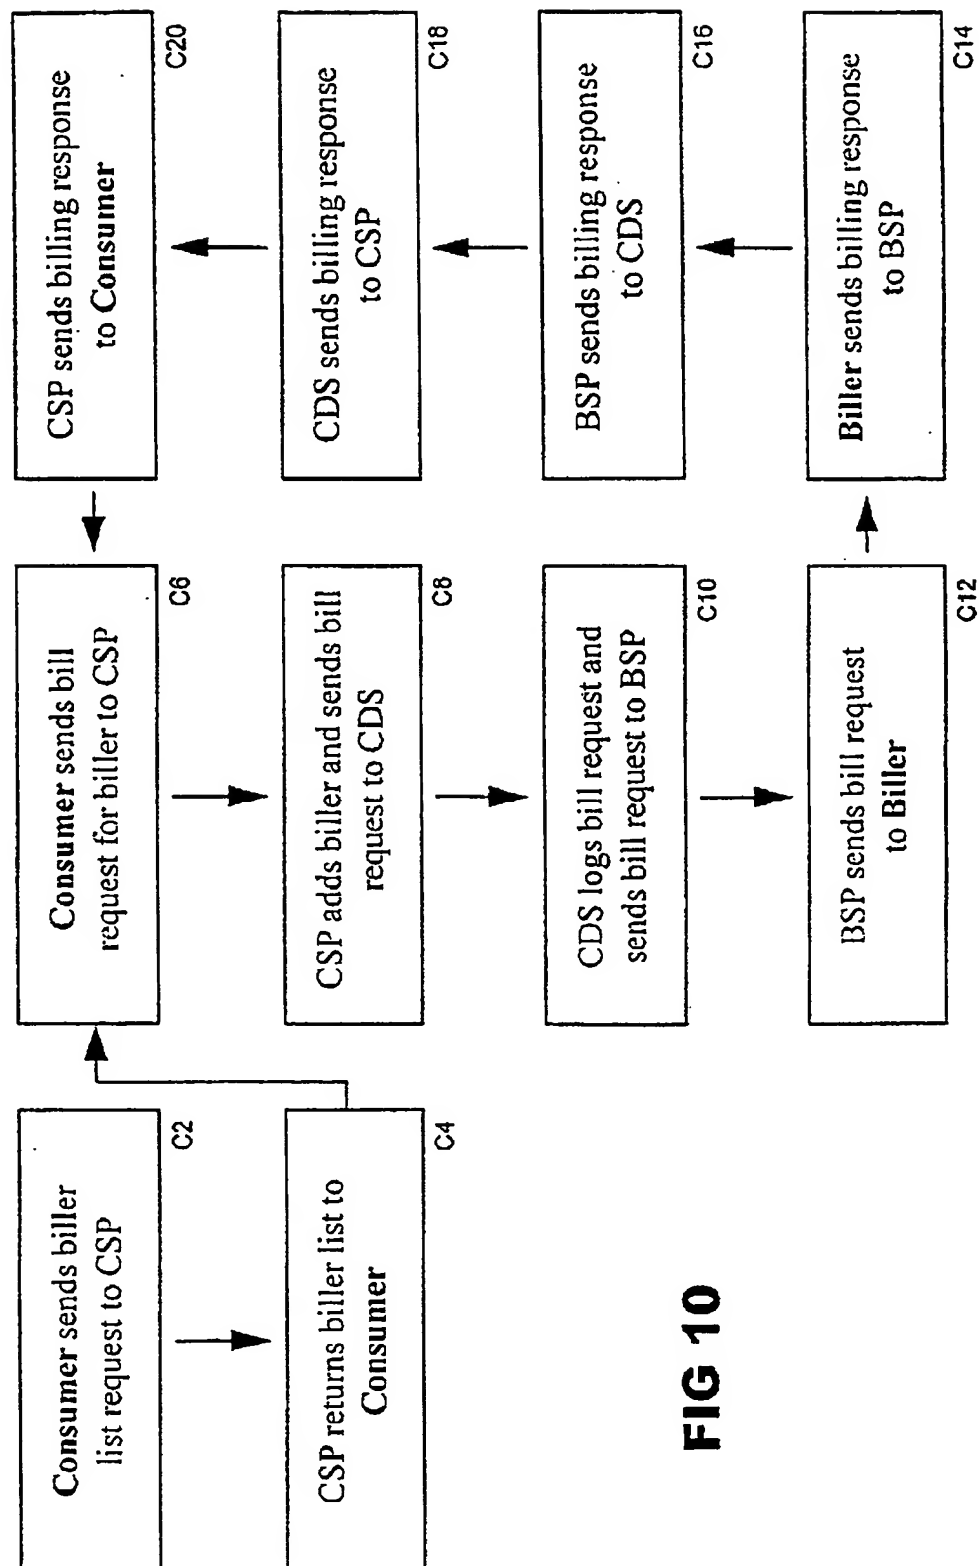 Consumer sends biller
list request to CSP
C2
CSP returns biller list to
Consumer
C4
Consumer sends bill
request for biller to CSP
C6
CSP adds biller and sends bill
request to CDS
C8
CDS logs bill request and
sends bill request to BSP
C10
BSP sends bill request
to Biller
C12
Biller sends billing response
to BSP
C14
BSP sends billing response
to CDS
C16
CDS sends billing response
to CSP
C18
CSP sends billing response
to Consumer
C20
FIG 10